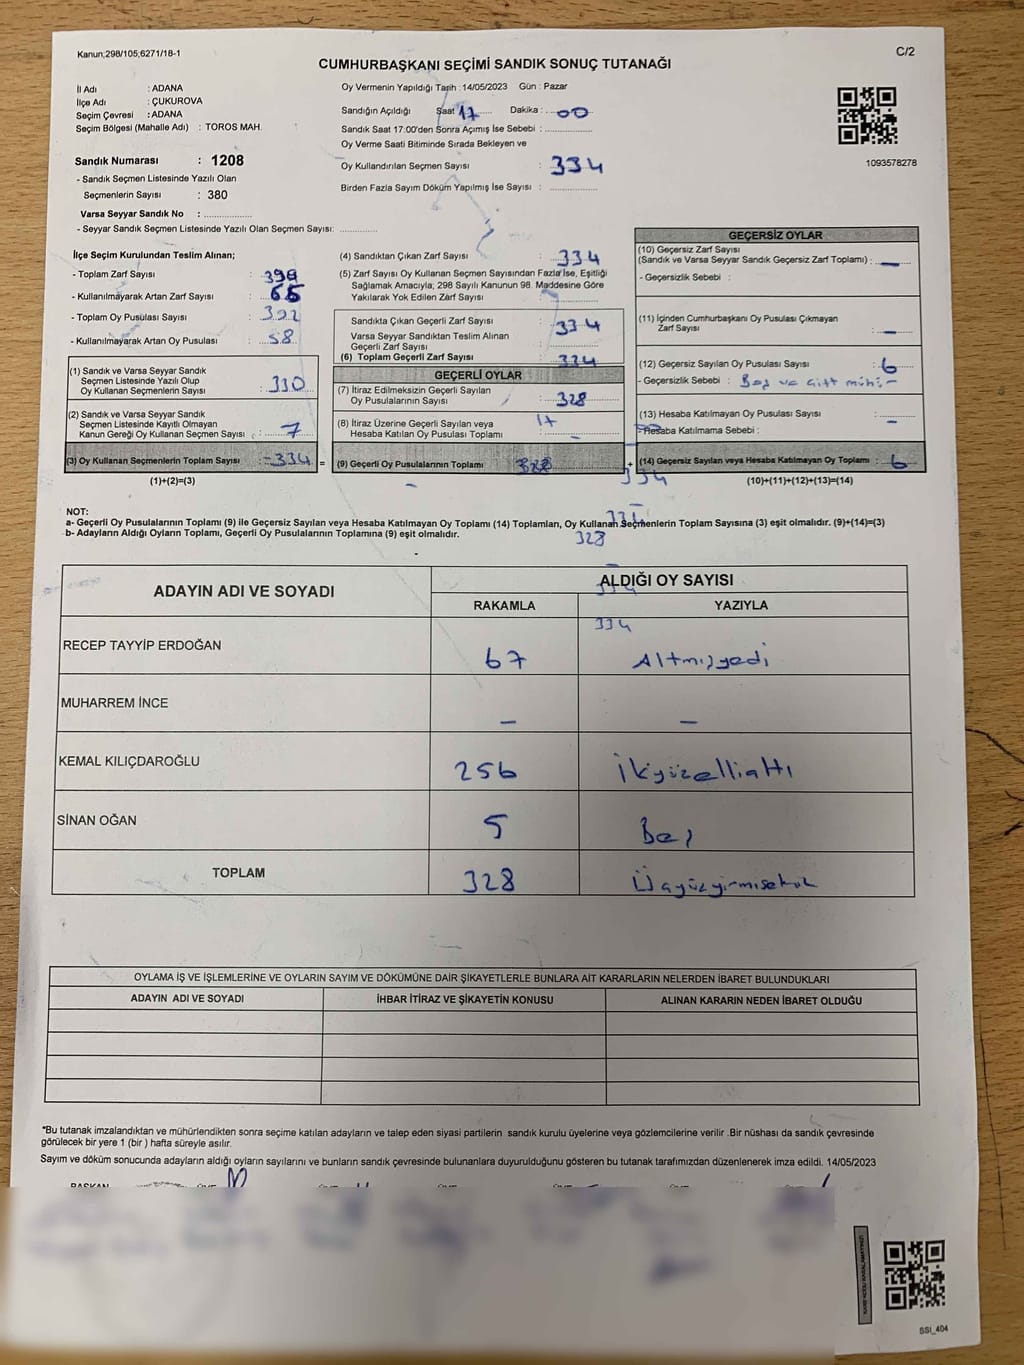 Kanun;298/105;6271/18-1
C/2
CUMHURBAŞKANI SEÇİMİ SANDIK SONUÇ TUTANAĞI
İl Adı : ADANA
İlçe Adı : ÇUKUROVA
Seçim Çevresi : ADANA
Seçim Bölgesi (Mahalle Adı) : TOROS MAH.
Sandık Numarası : 1208
- Sandık Seçmen Listesinde Yazılı Olan
Seçmenlerin Sayısı : 380
Varsa Seyyar Sandık No : ..............
- Seyyar Sandık Seçmen Listesinde Yazılı Olan Seçmen Sayısı: ............
Oy Vermenin Yapıldığı Tarih : 14/05/2023 Gün : Pazar
Sandığın Açıldığı Saat 17 Dakika : 00
Sandık Saat 17:00'den Sonra Açımış İse Sebebi : ..............
Oy Verme Saati Bitiminde Sırada Bekleyen ve
Oy Kullandırılan Seçmen Sayısı : 334
Birden Fazla Sayım Döküm Yapılmış İse Sayısı : ..............
1093578278
İlçe Seçim Kurulundan Teslim Alınan;
- Toplam Zarf Sayısı : 399
- Kullanılmayarak Artan Zarf Sayısı : 65
- Toplam Oy Pusulası Sayısı : 392
- Kullanılmayarak Artan Oy Pusulası : 58
(1) Sandık ve Varsa Seyyar Sandık
Seçmen Listesinde Yazılı Olup
Oy Kullanan Seçmenlerin Sayısı : 330
(2) Sandık ve Varsa Seyyar Sandık
Seçmen Listesinde Kayıtlı Olmayan
Kanun Gereği Oy Kullanan Seçmen Sayısı : 7
(3) Oy Kullanan Seçmenlerin Toplam Sayısı : 334 =
(1)+(2)=(3)
(4) Sandıktan Çıkan Zarf Sayısı : 334
(5) Zarf Sayısı Oy Kullanan Seçmen Sayısından Fazla İse, Eşitliği
Sağlamak Amacıyla; 298 Sayılı Kanunun 98. Maddesine Göre
Yakılarak Yok Edilen Zarf Sayısı :
Sandıkta Çıkan Geçerli Zarf Sayısı : 334
Varsa Seyyar Sandıktan Teslim Alınan
Geçerli Zarf Sayısı :
(6) Toplam Geçerli Zarf Sayısı : 334
GEÇERLİ OYLAR
(7) İtiraz Edilmeksizin Geçerli Sayılan
Oy Pusulalarının Sayısı : 328
(8) İtiraz Üzerine Geçerli Sayılan veya 17
Hesaba Katılan Oy Pusulası Toplamı : -
(9) Geçerli Oy Pusulalarının Toplamı : 328 +
334
GEÇERSİZ OYLAR
(10) Geçersiz Zarf Sayısı
(Sandık ve Varsa Seyyar Sandık Geçersiz Zarf Toplamı) : -
- Geçersizlik Sebebi :
(11) İçinden Cumhurbaşkanı Oy Pusulası Çıkmayan
Zarf Sayısı : -
(12) Geçersiz Sayılan Oy Pusulası Sayısı : 6
- Geçersizlik Sebebi : Boş ve çift
(13) Hesaba Katılmayan Oy Pusulası Sayısı : -
- Hesaba Katılmama Sebebi :
(14) Geçersiz Sayılan veya Hesaba Katılmayan Oy Toplamı : 6
(10)+(11)+(12)+(13)=(14)
NOT:
a- Geçerli Oy Pusulalarının Toplamı (9) ile Geçersiz Sayılan veya Hesaba Katılmayan Oy Toplamı (14) Toplamları, Oy Kullanan Seçmenlerin Toplam Sayısına (3) eşit olmalıdır. (9)+(14)=(3)
b- Adayların Aldığı Oyların Toplamı, Geçerli Oy Pusulalarının Toplamına (9) eşit olmalıdır.
328
ADAYIN ADI VE SOYADI
ALDIĞI OY SAYISI
RAKAMLA
YAZIYLA
334
RECEP TAYYİP ERDOĞAN 67 Altmışyedi
MUHARREM İNCE - -
KEMAL KILIÇDAROĞLU 256 İkiyüzellialtı
SİNAN OĞAN 5 Beş
TOPLAM 328 Üçyüzyirmisekiz
OYLAMA İŞ VE İŞLEMLERİNE VE OYLARIN SAYIM VE DÖKÜMÜNE DAİR ŞİKAYETLERLE BUNLARA AİT KARARLARIN NELERDEN İBARET BULUNDUKLARI
ADAYIN ADI VE SOYADI
İHBAR İTİRAZ VE ŞİKAYETİN KONUSU
ALINAN KARARIN NEDEN İBARET OLDUĞU
*Bu tutanak imzalandıktan ve mühürlendikten sonra seçime katılan adayların ve talep eden siyasi partilerin sandık kurulu üyelerine veya gözlemcilerine verilir .Bir nüshası da sandık çevresinde
görülecek bir yere 1 (bir ) hafta süreyle asılır.
Sayım ve döküm sonucunda adayların aldığı oyların sayılarını ve bunların sandık çevresinde bulunanlara duyurulduğunu gösteren bu tutanak tarafımızdan düzenlenerek imza edildi. 14/05/2023
BAŞKAN
SSI_404